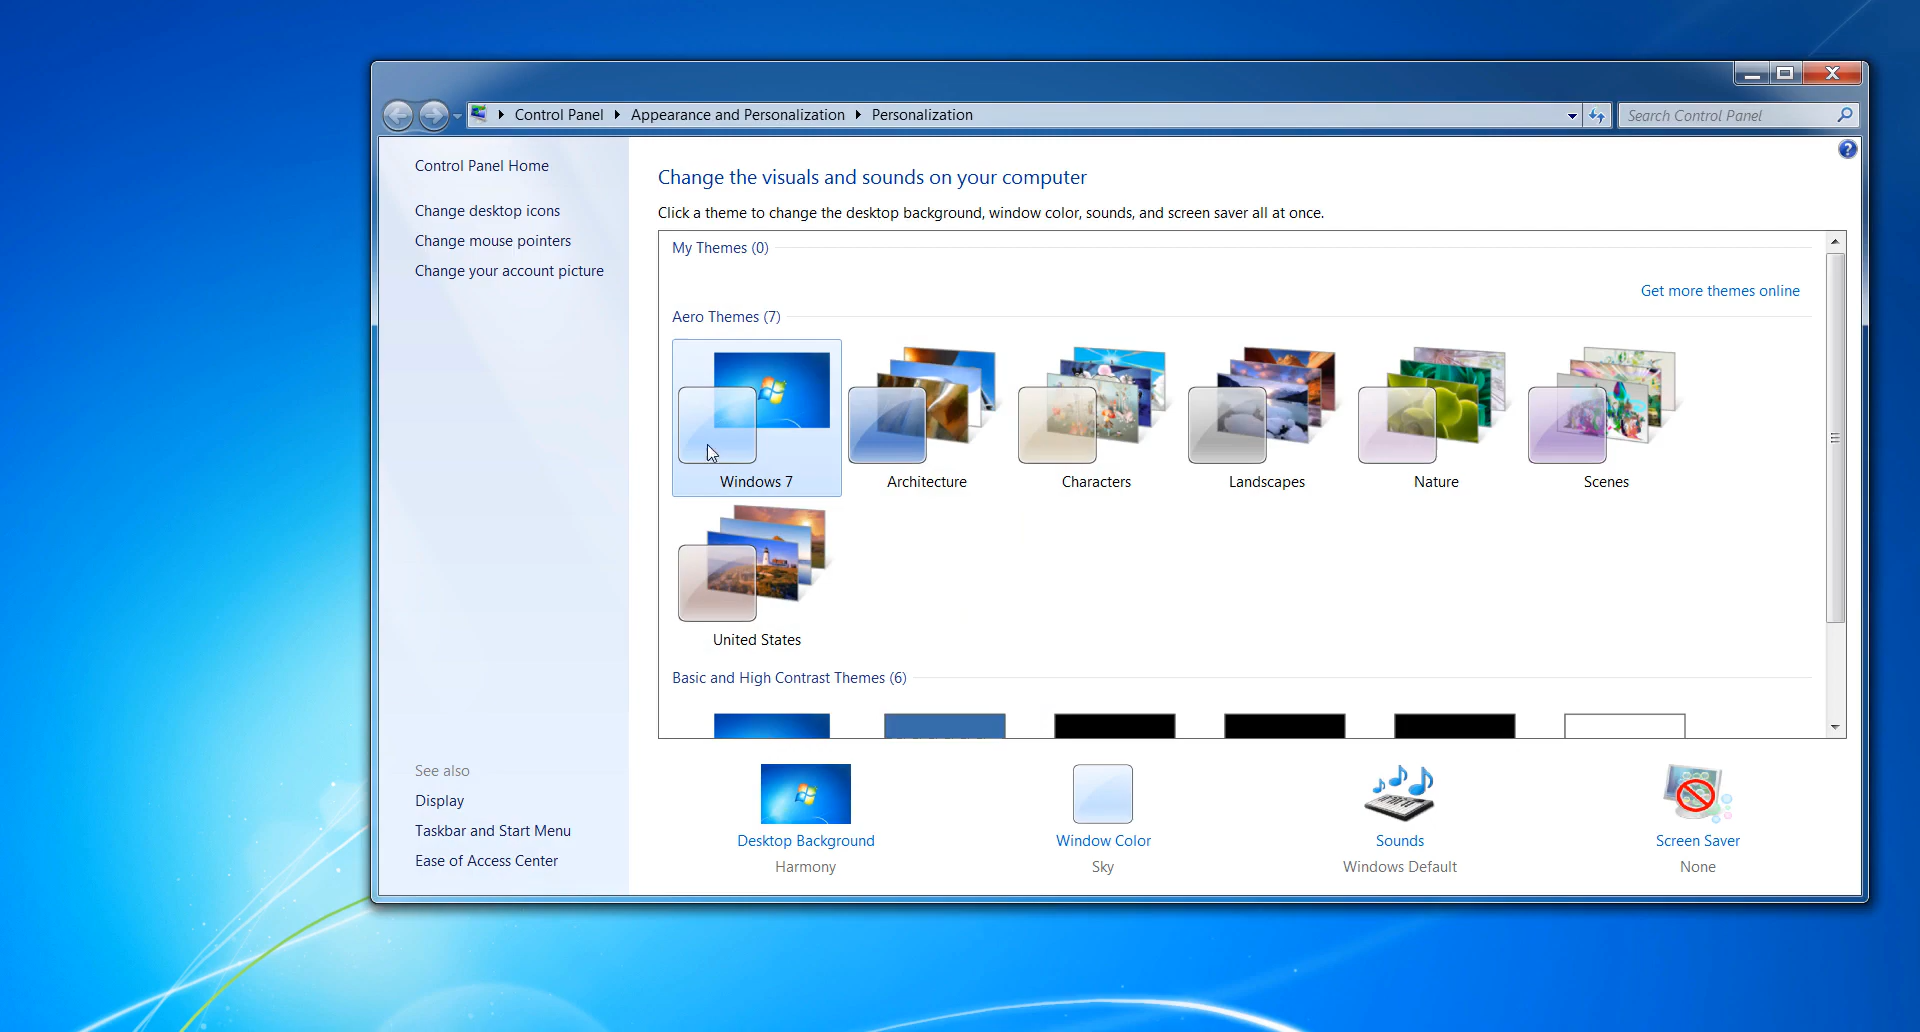 Control Panel
Appearance and Personalization
Personalization
Search Control Panel
Control Panel Home
Change desktop icons
Change mouse pointers
Change your account picture
See also
Display
Taskbar and Start Menu
Ease of Access Center
Change the visuals and sounds on your computer
Click a theme to change the desktop background, window color, sounds, and screen saver all at once.
My Themes (0)
Get more themes online
Aero Themes (7)
Windows 7
Architecture
Characters
Landscapes
Nature
Scenes
United States
Basic and High Contrast Themes (6)
Desktop Background
Harmony
Window Color
Sky
Sounds
Windows Default
Screen Saver
None